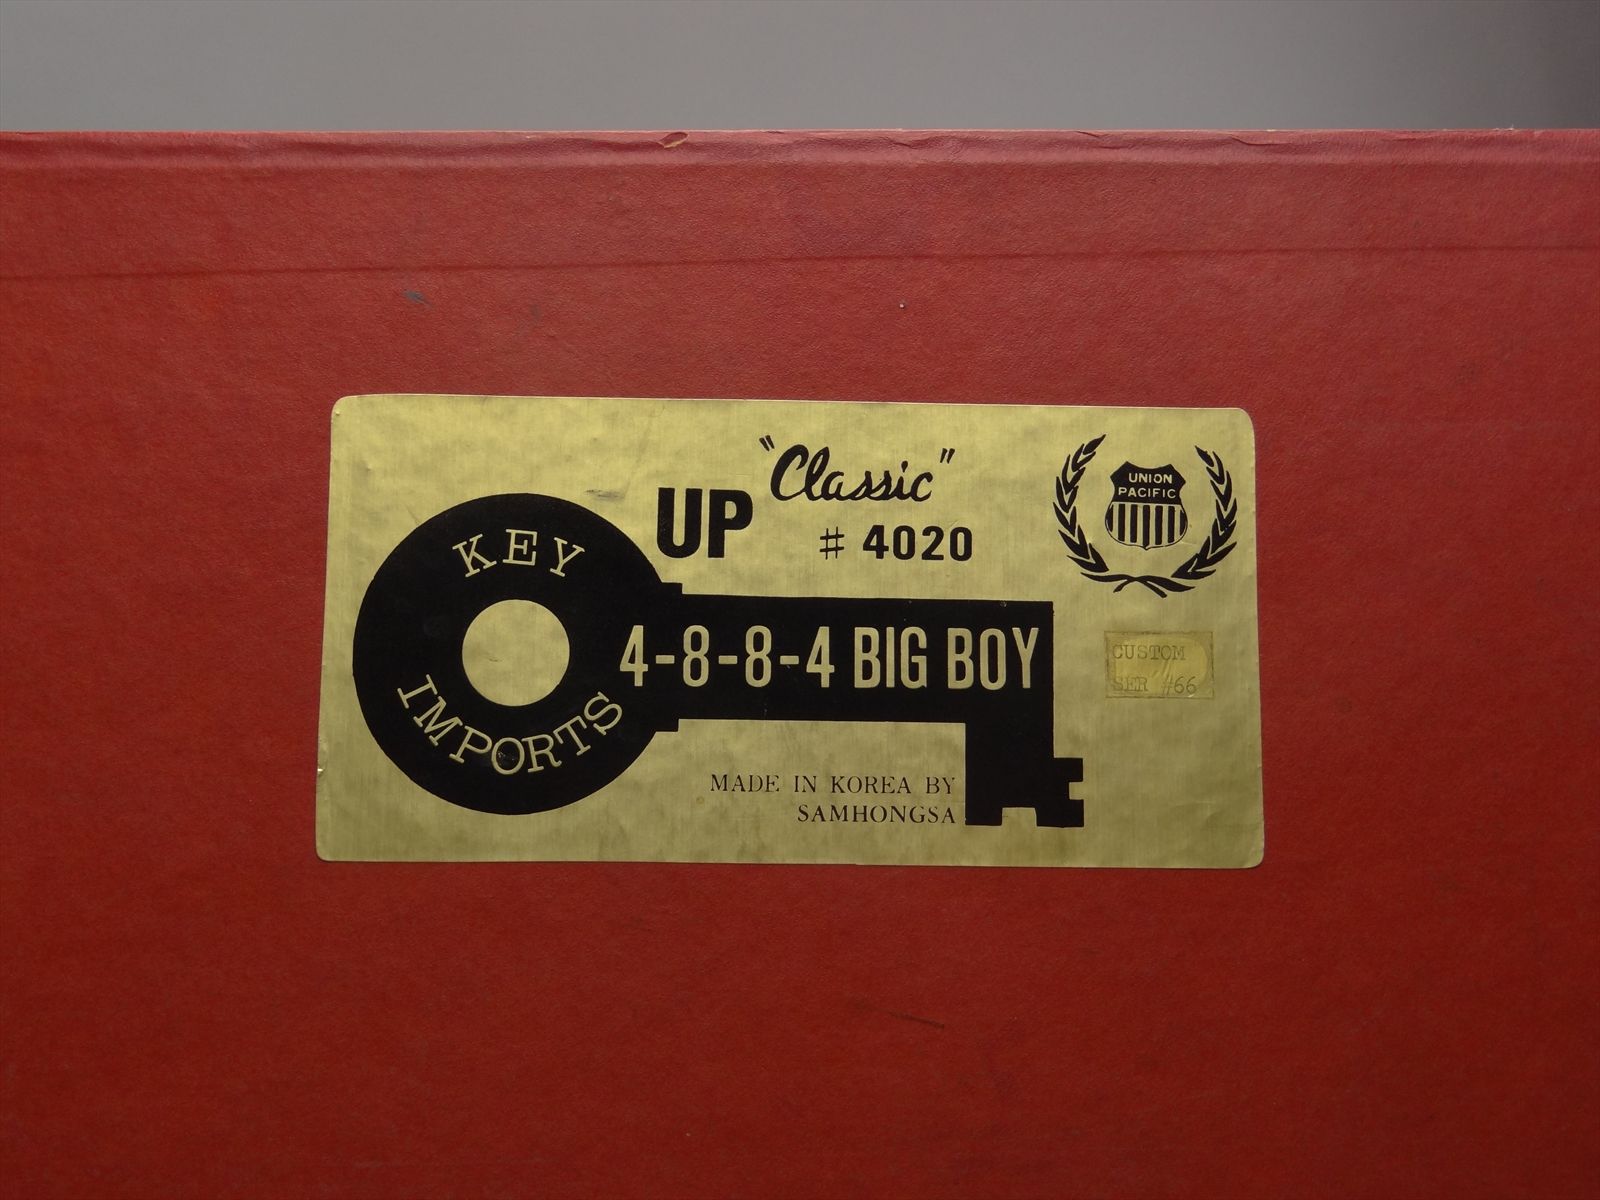 "Classic"
UP # 4020
UNION
PACIFIC
KEY
IMPORTS
4-8-8-4 BIG BOY
CUSTOM
SER #66
MADE IN KOREA BY
SAMHONGSA